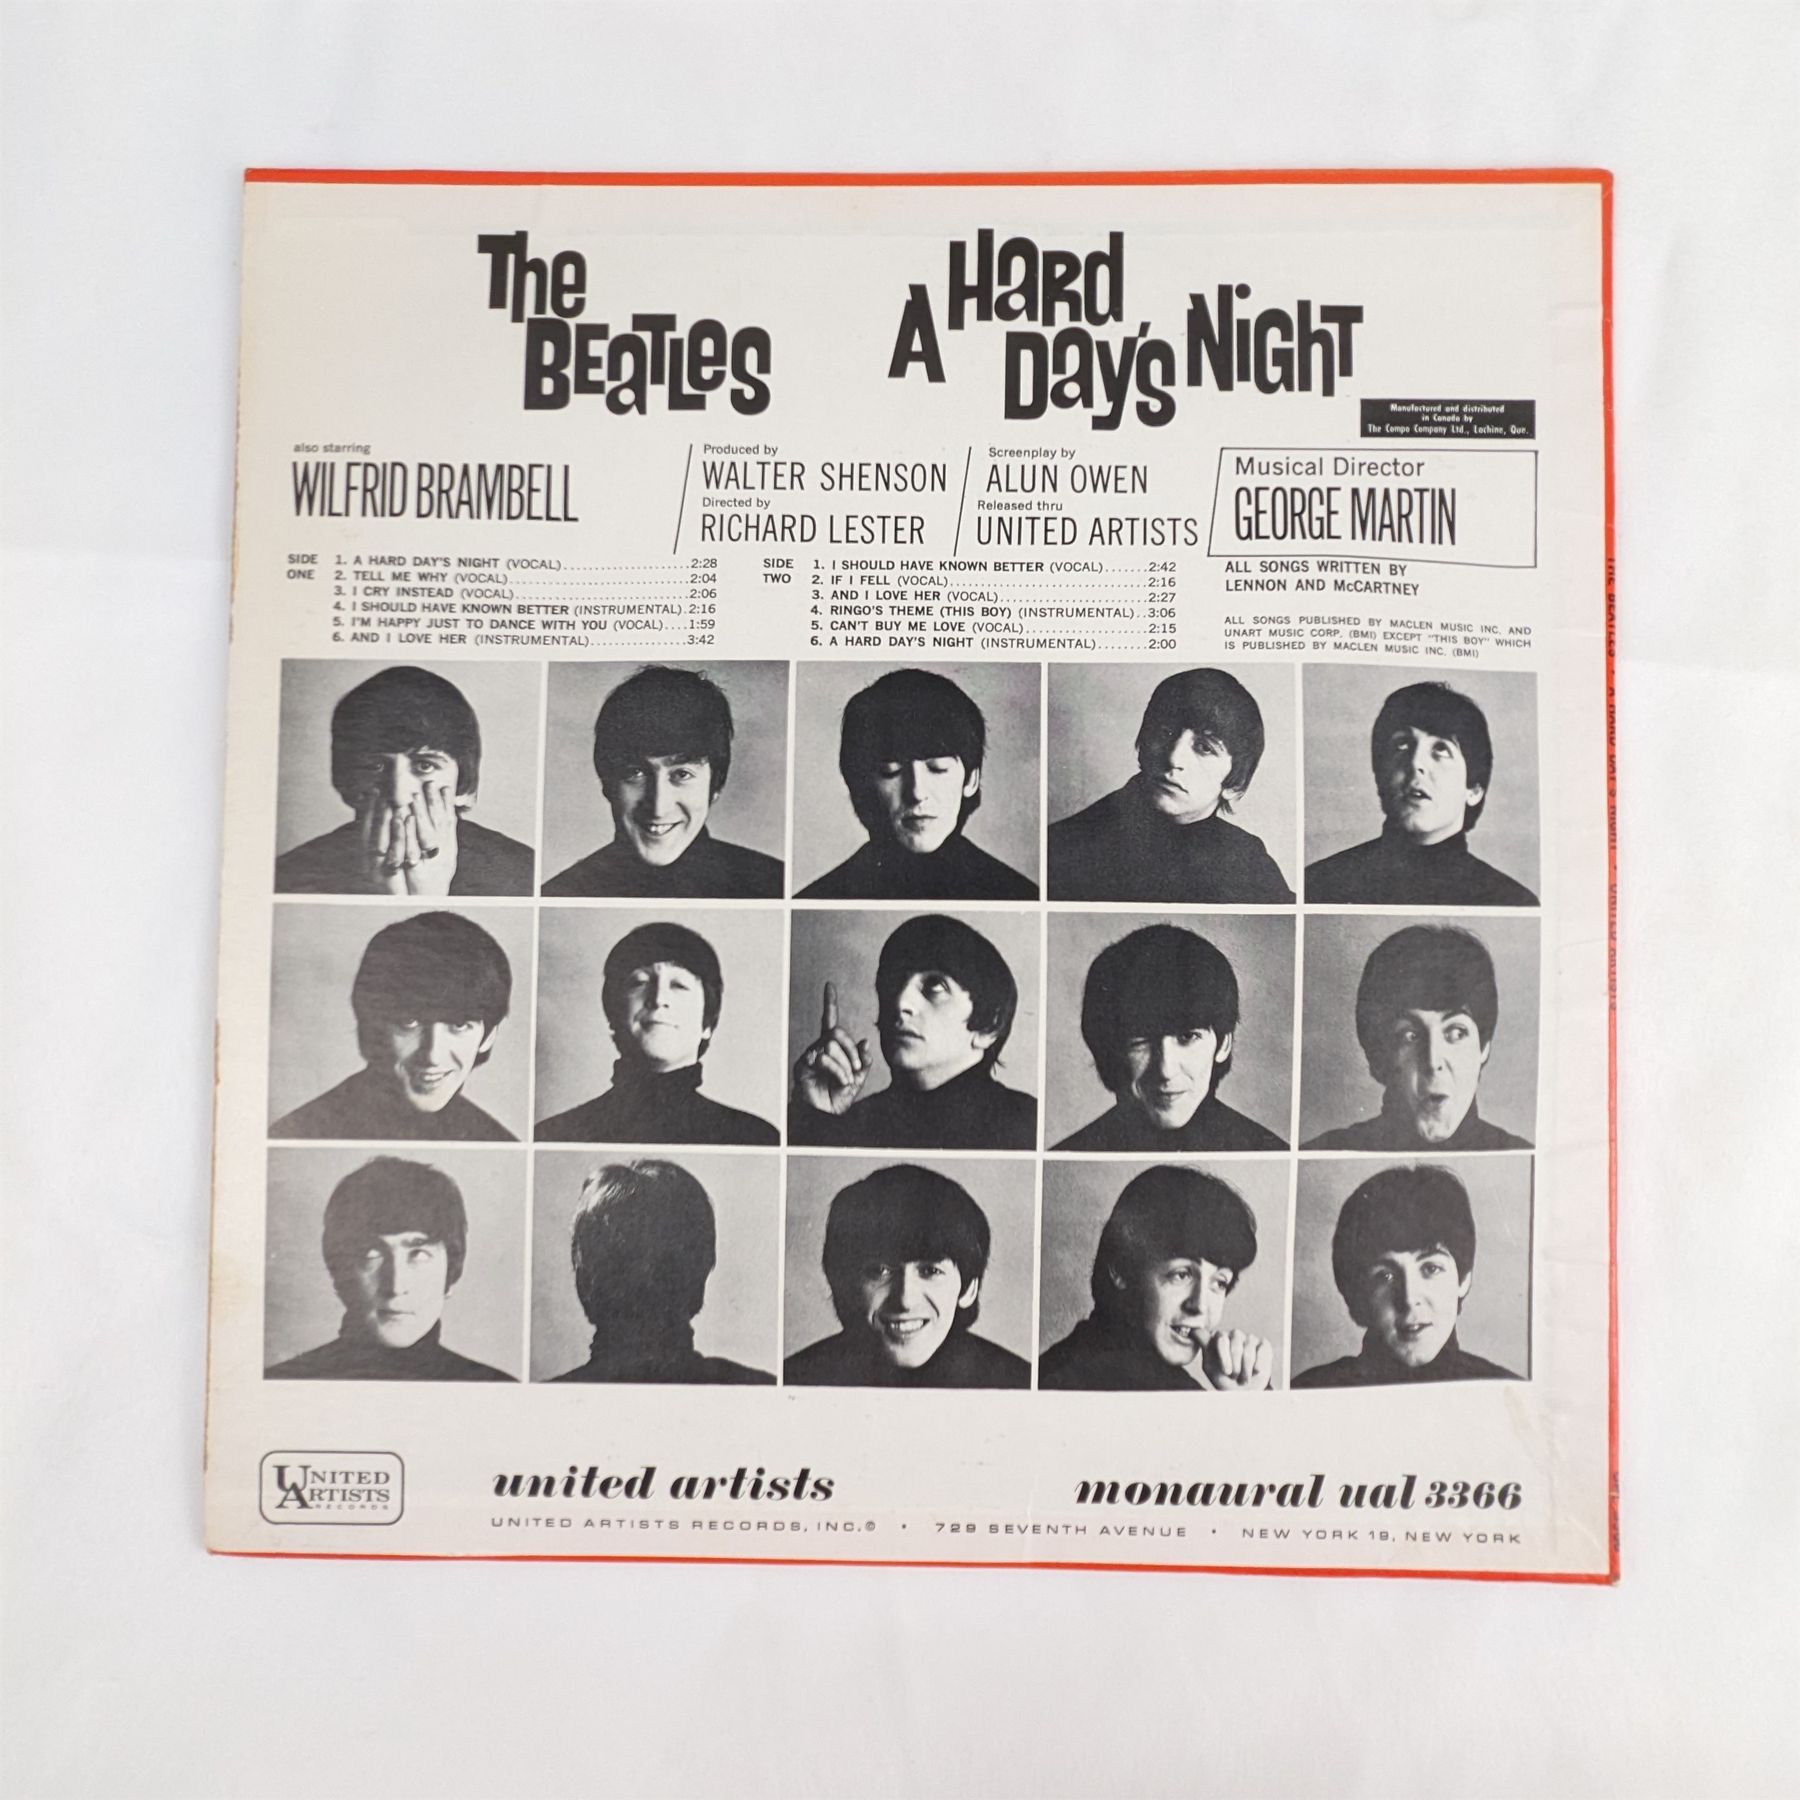 The
BEATLES
A HARD
DAY'S NIGHT
Manufactured and distributed
in Canada by
The Compo Company Ltd., Lachine, Que.
also starring
WILFRID BRAMBELL
Produced by
WALTER SHENSON
Directed by
RICHARD LESTER
Screenplay by
ALUN OWEN
Released thru
UNITED ARTISTS
Musical Director
GEORGE MARTIN
SIDE ONE
1. A HARD DAY'S NIGHT (VOCAL)....................2:28
2. TELL ME WHY (VOCAL)............................2:04
3. I CRY INSTEAD (VOCAL)...........................2:06
4. I SHOULD HAVE KNOWN BETTER (INSTRUMENTAL).2:16
5. I'M HAPPY JUST TO DANCE WITH YOU (VOCAL)....1:59
6. AND I LOVE HER (INSTRUMENTAL)...............3:42
SIDE TWO
1. I SHOULD HAVE KNOWN BETTER (VOCAL).......2:42
2. IF I FELL (VOCAL)................................2:16
3. AND I LOVE HER (VOCAL)........................2:27
4. RINGO'S THEME (THIS BOY) (INSTRUMENTAL)..3:06
5. CAN'T BUY ME LOVE (VOCAL)...................2:15
6. A HARD DAY'S NIGHT (INSTRUMENTAL)........2:00
ALL SONGS WRITTEN BY
LENNON AND McCARTNEY
ALL SONGS PUBLISHED BY MACLEN MUSIC INC. AND
UNART MUSIC CORP. (BMI) EXCEPT "THIS BOY" WHICH
IS PUBLISHED BY MACLEN MUSIC INC. (BMI)
UNITED
ARTISTS
RECORDS
united artists
monaural ual 3366
UNITED ARTISTS RECORDS, INC.© • 729 SEVENTH AVENUE • NEW YORK 19, NEW YORK
THE BEATLES • A HARD DAY'S NIGHT • UNITED ARTISTS